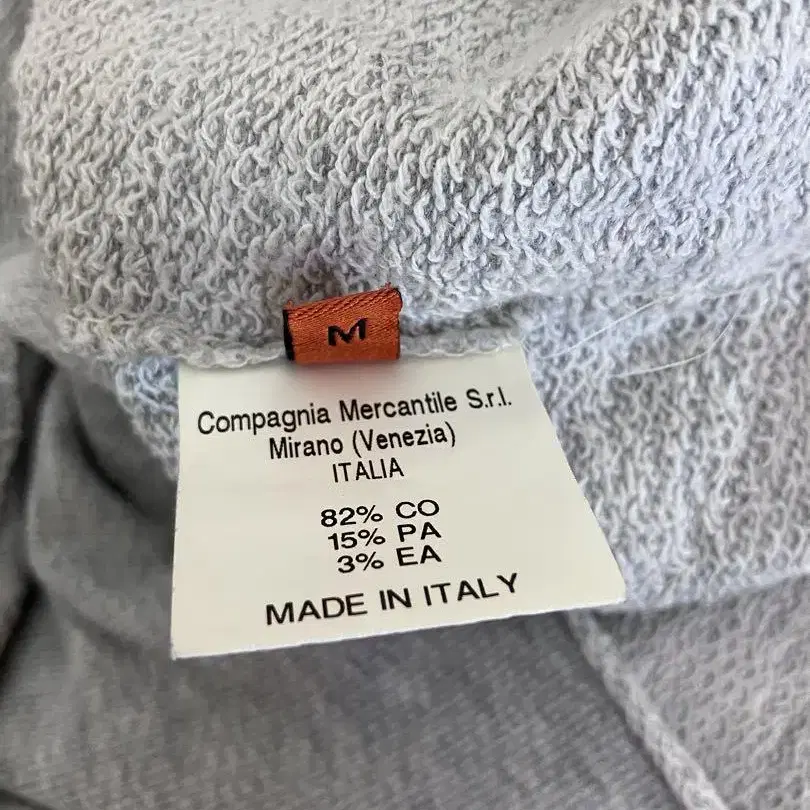 M
Compagnia Mercantile S.r.l.
Mirano (Venezia)
ITALIA
82% CO
15% PA
3% EA
MADE IN ITALY